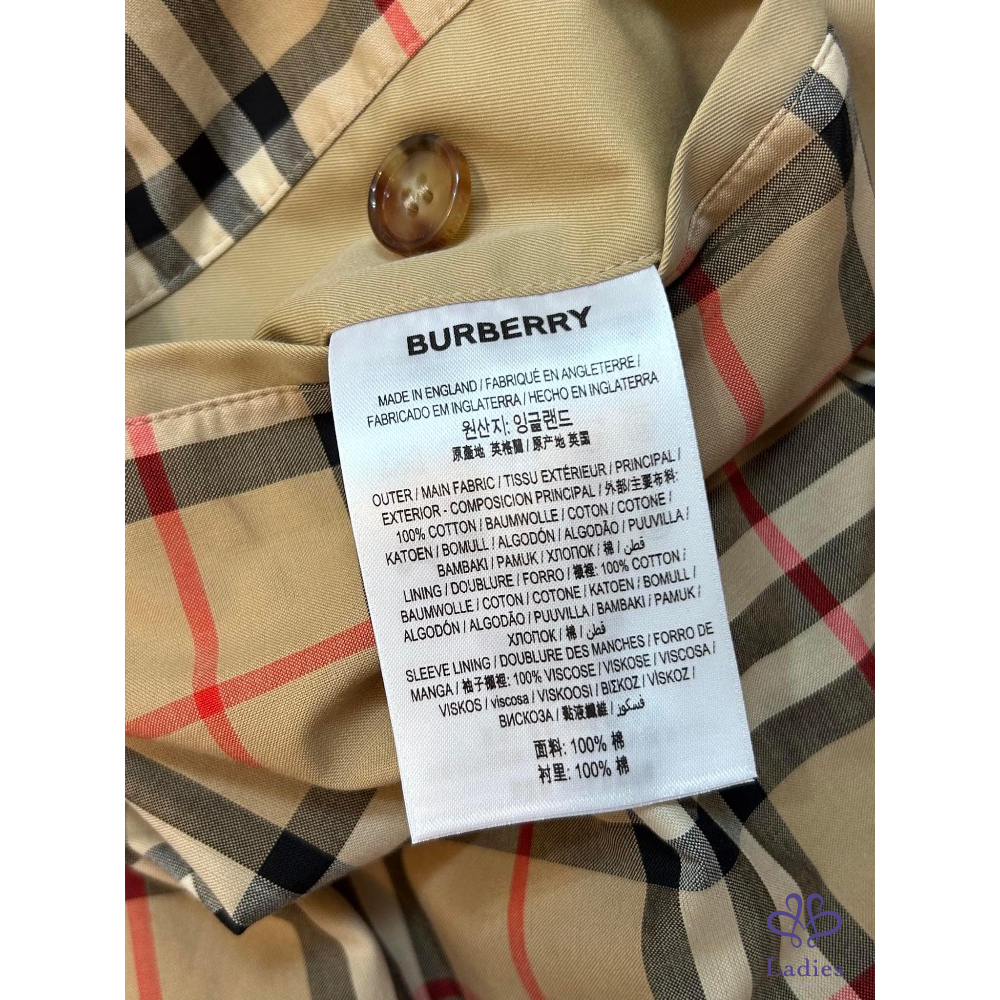 BURBERRY
MADE IN ENGLAND / FABRIQUÉ EN ANGLETERRE /
FABRICADO EM INGLATERRA / HECHO EN INGLATERRA
원산지: 잉글랜드
原產地 英格蘭 / 原产地 英国
OUTER / MAIN FABRIC / TISSU EXTÉRIEUR / PRINCIPAL /
EXTERIOR - COMPOSICION PRINCIPAL / 外部/主要布料:
100% COTTON / BAUMWOLLE / COTON / COTONE /
KATOEN / BOMULL / ALGODÓN / ALGODÃO / PUUVILLA /
BAMBAKI / PAMUK / ХЛОПОК / 棉 / قطن /
LINING / DOUBLURE / FORRO / 襯裡: 100% COTTON /
BAUMWOLLE / COTON / COTONE / KATOEN / BOMULL /
ALGODÓN / ALGODÃO / PUUVILLA / BAMBAKI / PAMUK /
ХЛОПОК / 棉 / قطن /
SLEEVE LINING / DOUBLURE DES MANCHES / FORRO DE
MANGA / 袖子襯裡: 100% VISCOSE / VISKOSE / VISCOSA /
VISKOS / viscosa / VISKOOSI / ΒΙΣΚΟΖ / VİSKOZ /
ВИСКОЗА / 黏液纖維 / فسكوز /
面料: 100% 棉
衬里: 100% 棉
Ladies